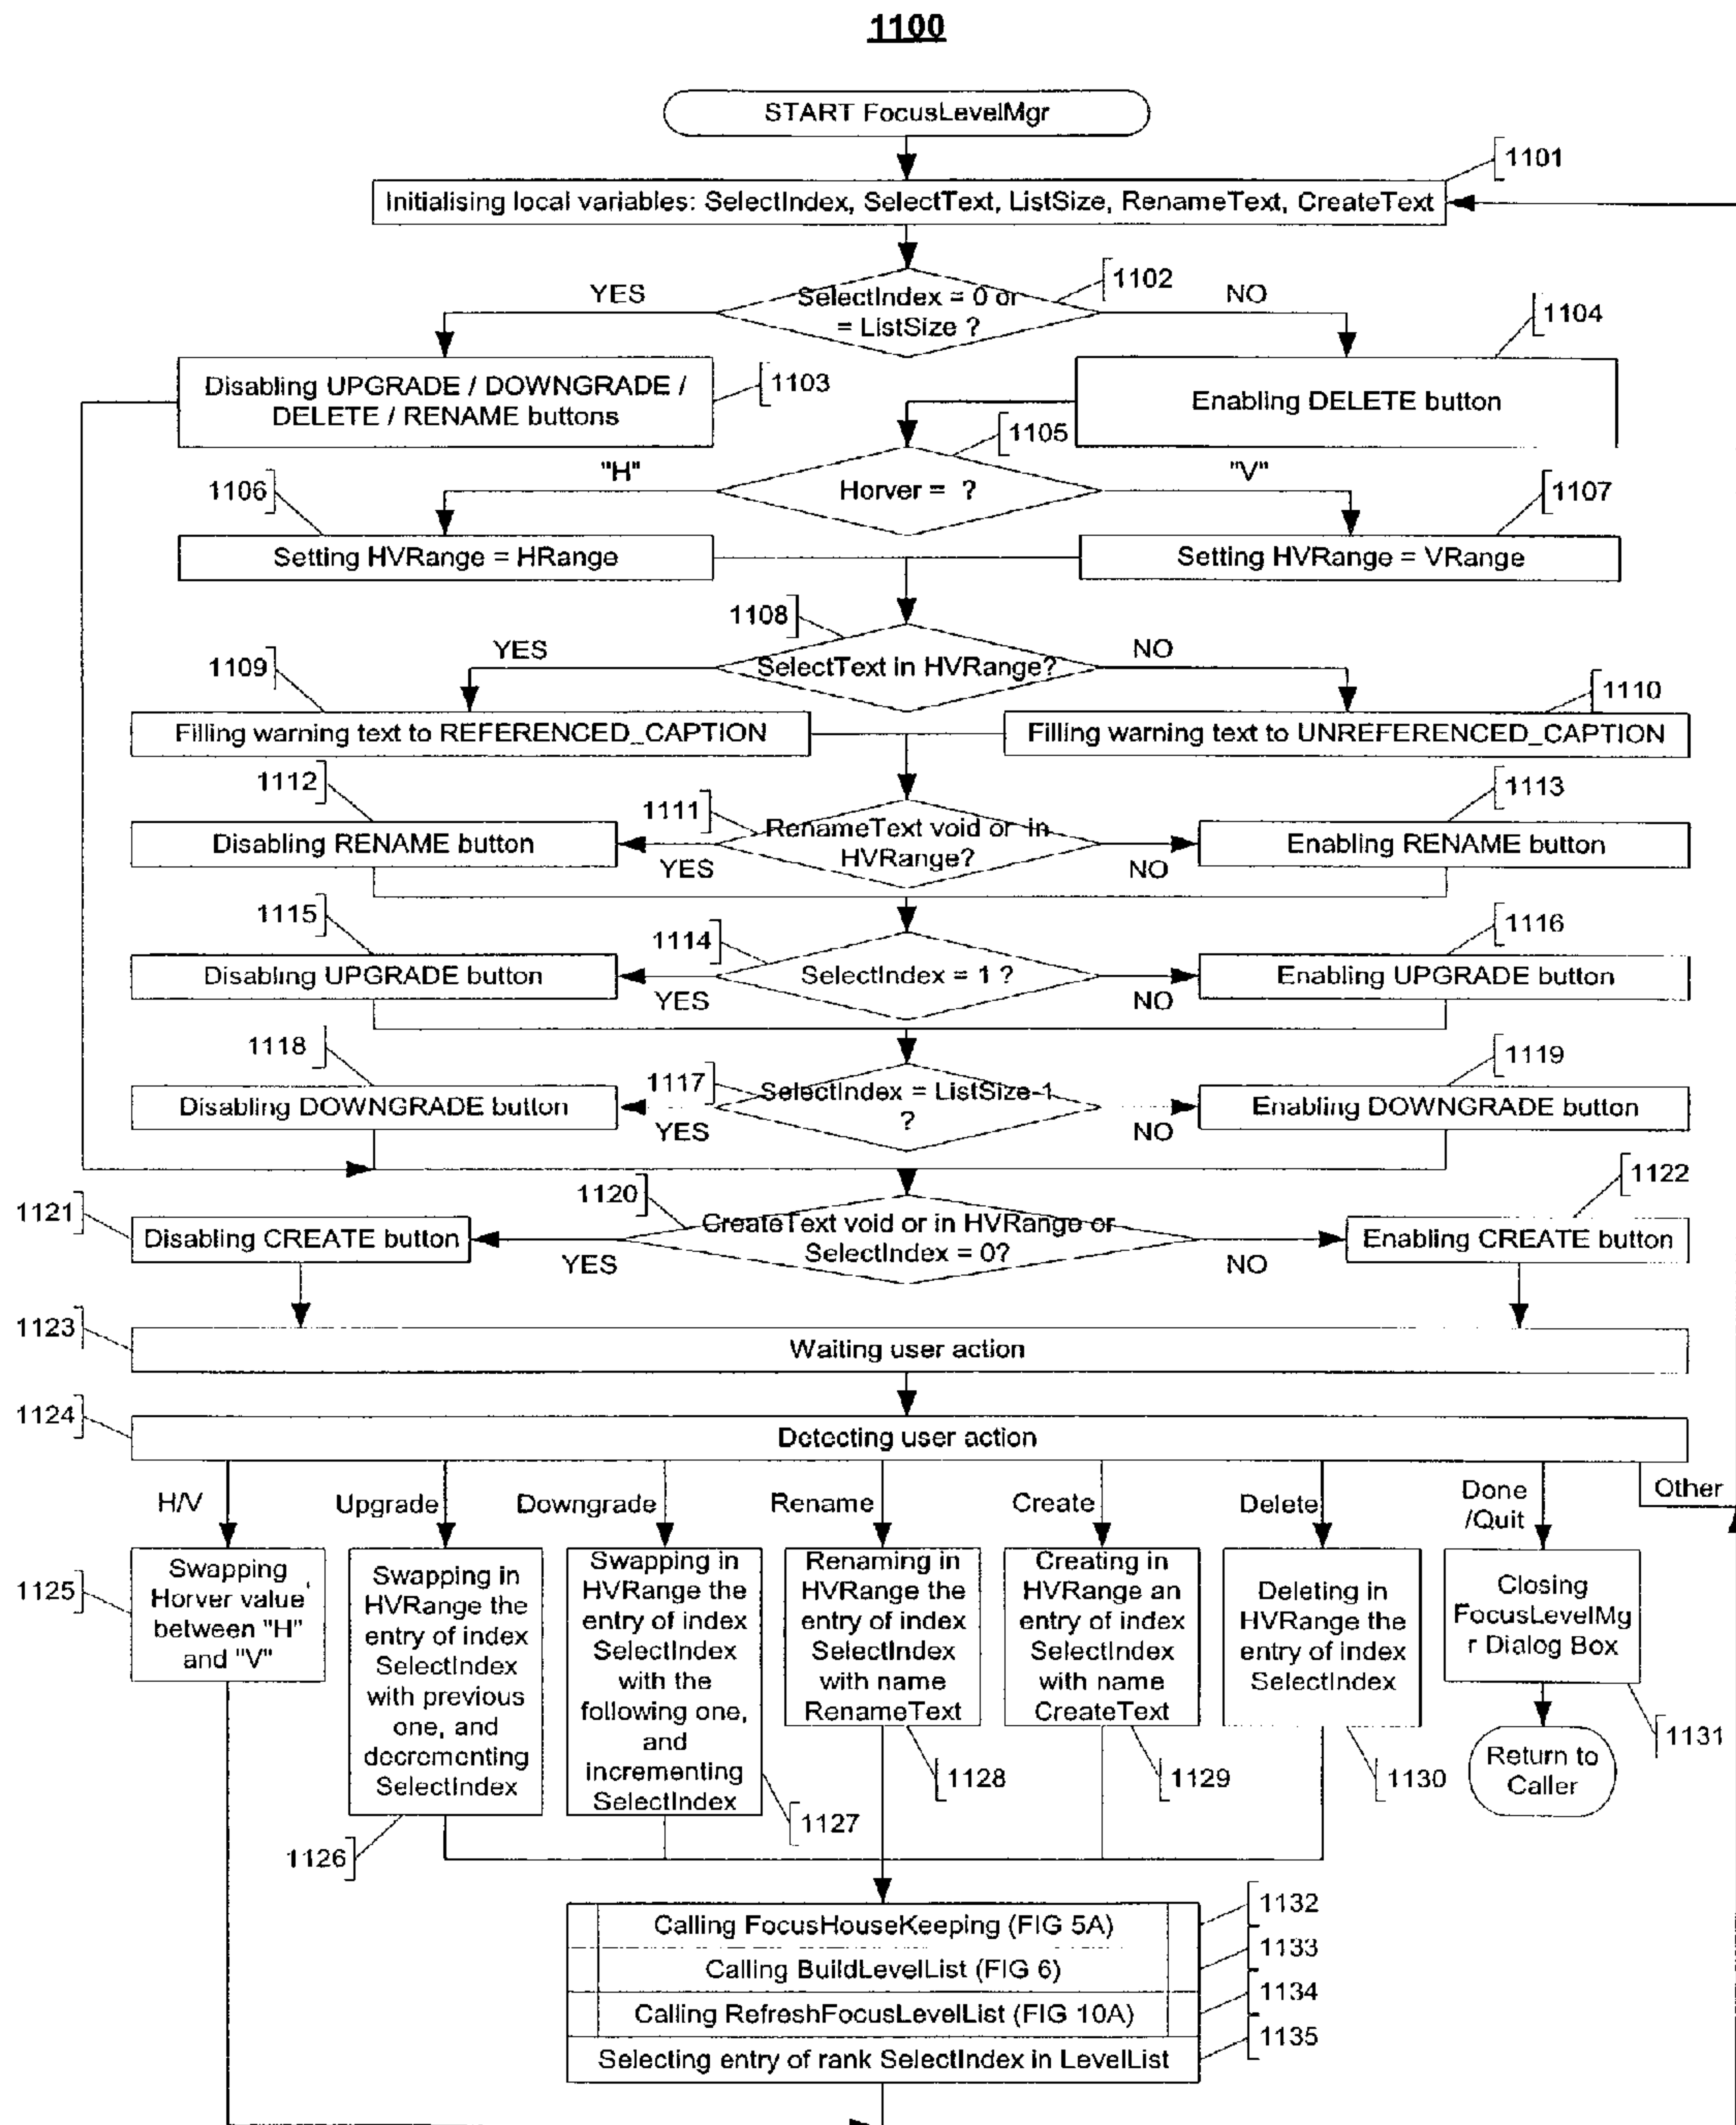 1100
START FocusLevelMgr
1101
Initialising local variables: SelectIndex, SelectText, ListSize, RenameText, CreateText
1102
YES
SelectIndex = 0 or
= ListSize ?
NO
1104
Disabling UPGRADE / DOWNGRADE /
DELETE / RENAME buttons
1103
Enabling DELETE button
1105
1106
"H"
Horver = ?
"V"
1107
Setting HVRange = HRange
Setting HVRange = VRange
1108
1109
YES
SelectText in HVRange?
NO
1110
Filling warning text to REFERENCED_CAPTION
Filling warning text to UNREFERENCED_CAPTION
1112
1111
1113
Disabling RENAME button
RenameText void or in
HVRange?
Enabling RENAME button
YES
NO
1115
1114
1116
Disabling UPGRADE button
SelectIndex = 1 ?
Enabling UPGRADE button
YES
NO
1118
1117
1119
Disabling DOWNGRADE button
SelectIndex = ListSize-1
?
Enabling DOWNGRADE button
YES
NO
1121
1120
1122
Disabling CREATE button
CreateText void or in HVRange or
SelectIndex = 0?
Enabling CREATE button
YES
NO
1123
Waiting user action
1124
Detecting user action
H/V
Upgrade
Downgrade
Rename
Create
Delete
Done
/Quit
Other
1125
Swapping
Horver value
between "H"
and "V"
Swapping in
HVRange the
entry of index
SelectIndex
with previous
one, and
decrementing
SelectIndex
Swapping in
HVRange the
entry of index
SelectIndex
with the
following one,
and
incrementing
SelectIndex
Renaming in
HVRange the
entry of index
SelectIndex
with name
RenameText
Creating in
HVRange an
entry of index
SelectIndex
with name
CreateText
Deleting in
HVRange the
entry of index
SelectIndex
Closing
FocusLevelMg
r Dialog Box
1131
Return to
Caller
1126
1127
1128
1129
1130
Calling FocusHouseKeeping (FIG 5A)
1132
Calling BuildLevelList (FIG 6)
1133
Calling RefreshFocusLevelList (FIG 10A)
1134
Selecting entry of rank SelectIndex in LevelList
1135